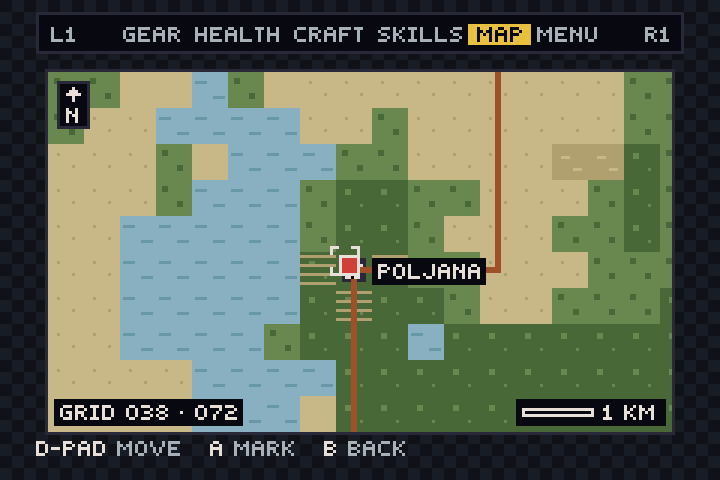 L1 GEAR HEALTH CRAFT SKILLS MAP MENU R1
N
POLJANA
GRID 038 · 072
1 KM
D-PAD MOVE A MARK B BACK